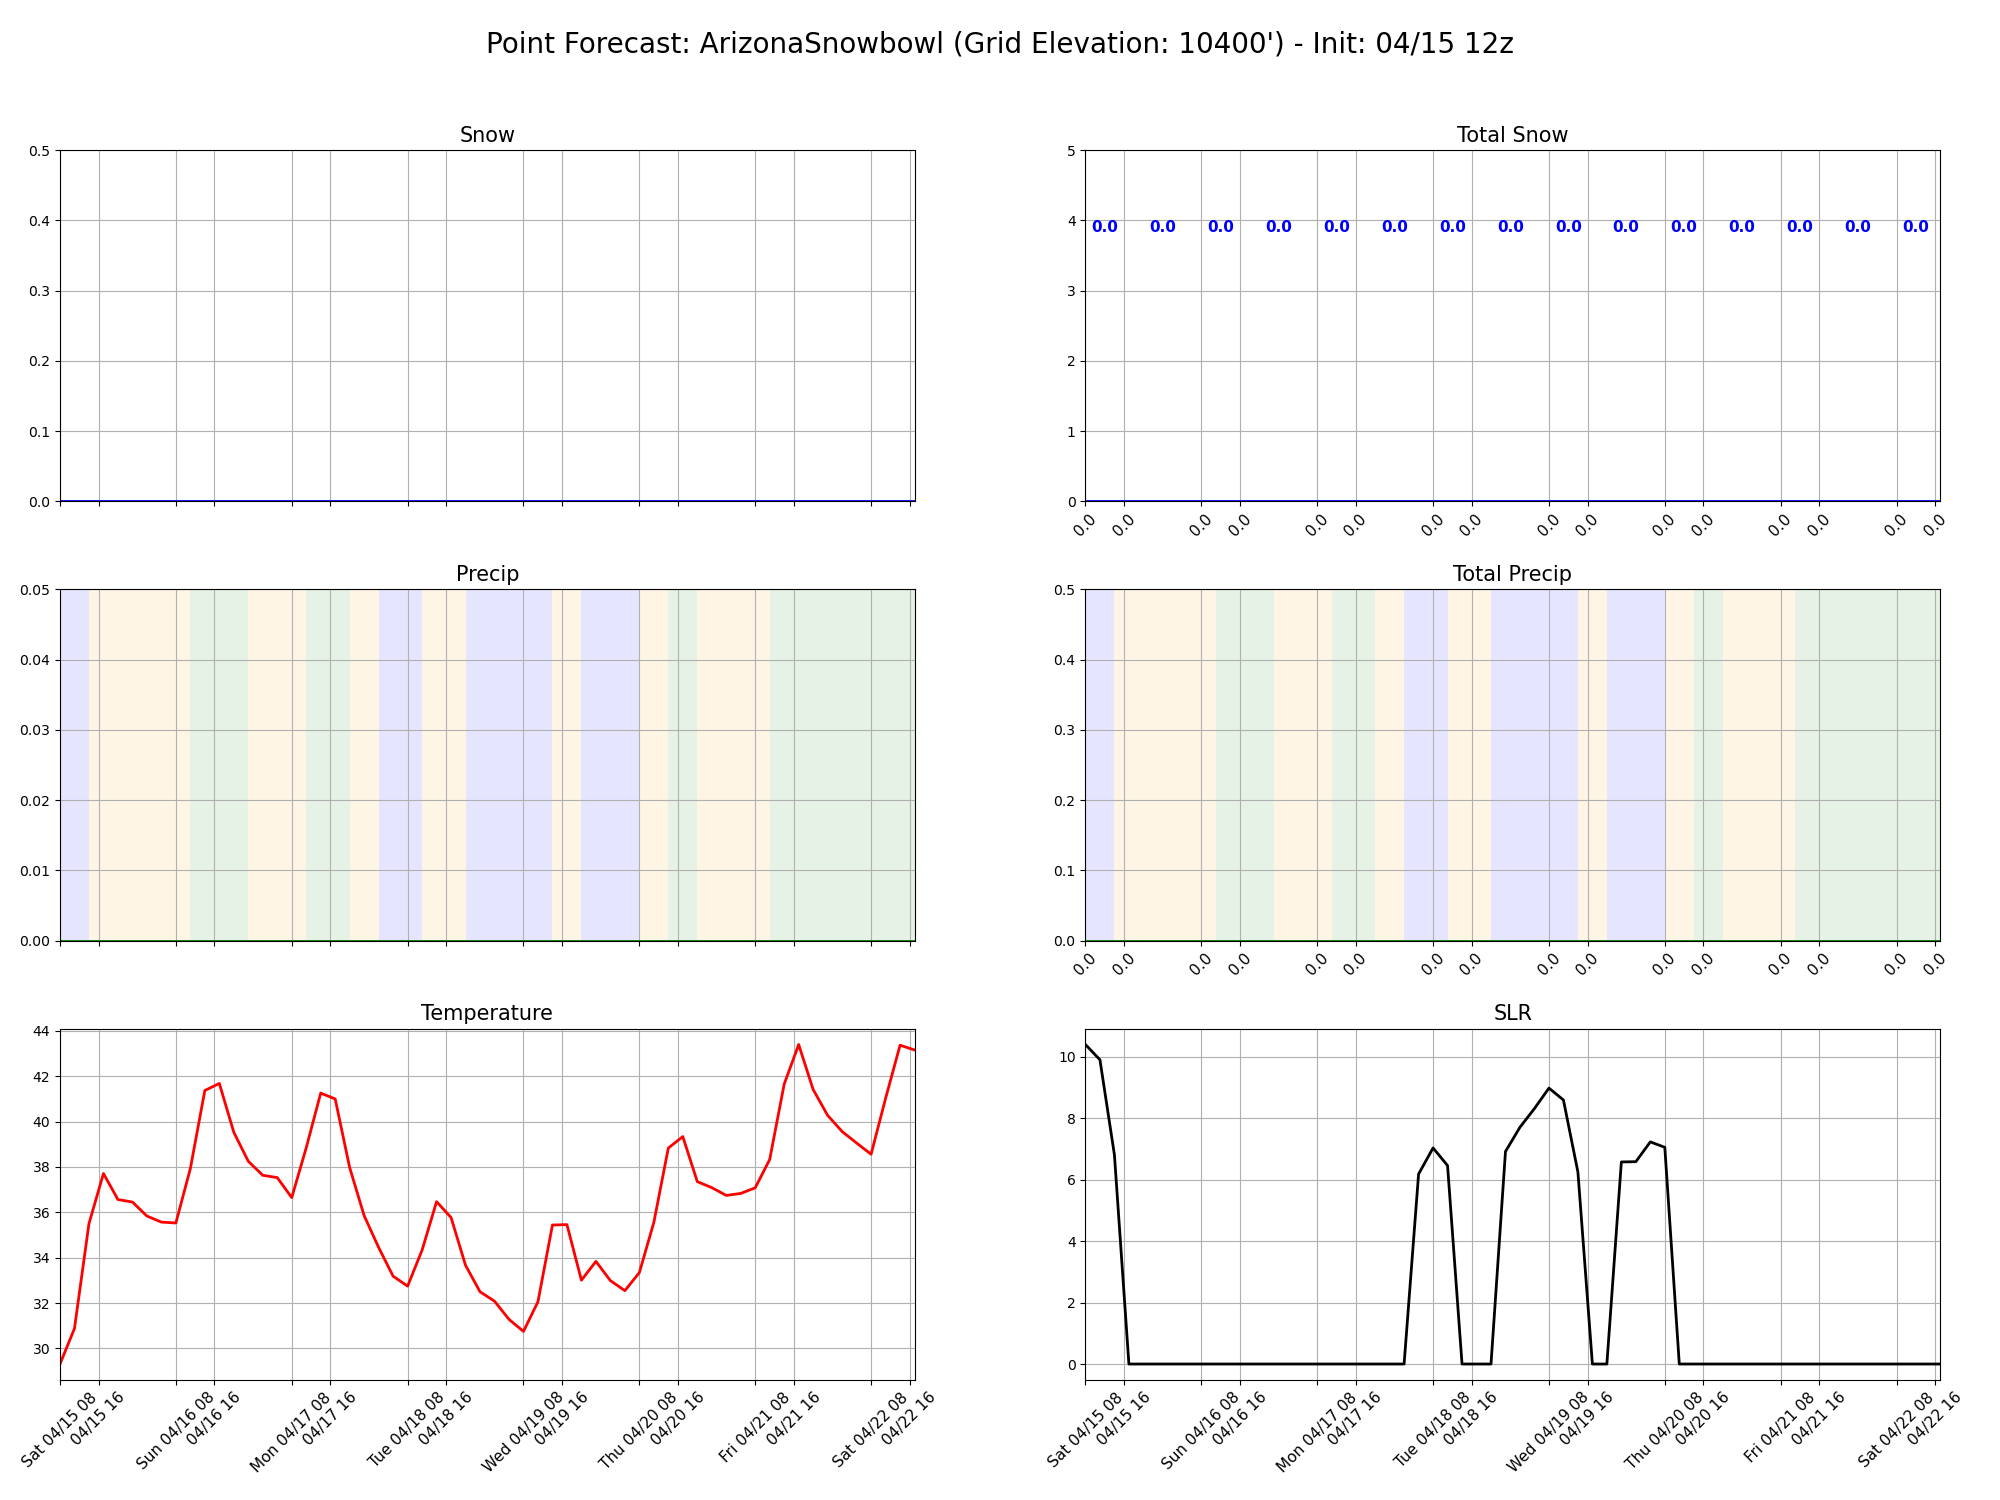 Point Forecast: ArizonaSnowbowl (Grid Elevation: 10400') - Init: 04/15 12z
Snow
0.5
0.4
0.3
0.2
0.1
0.0
Total Snow
5
4
3
2
1
0
0.0 0.0 0.0 0.0 0.0 0.0 0.0 0.0 0.0 0.0 0.0 0.0 0.0 0.0 0.0
0.0 0.0 0.0 0.0 0.0 0.0 0.0 0.0 0.0 0.0 0.0 0.0 0.0 0.0 0.0 0.0
Precip
0.05
0.04
0.03
0.02
0.01
0.00
Total Precip
0.5
0.4
0.3
0.2
0.1
0.0
0.0 0.0 0.0 0.0 0.0 0.0 0.0 0.0 0.0 0.0 0.0 0.0 0.0 0.0 0.0 0.0
Temperature
44
42
40
38
36
34
32
30
Sat 04/15 08
04/15 16
Sun 04/16 08
04/16 16
Mon 04/17 08
04/17 16
Tue 04/18 08
04/18 16
Wed 04/19 08
04/19 16
Thu 04/20 08
04/20 16
Fri 04/21 08
04/21 16
Sat 04/22 08
04/22 16
SLR
10
8
6
4
2
0
Sat 04/15 08
04/15 16
Sun 04/16 08
04/16 16
Mon 04/17 08
04/17 16
Tue 04/18 08
04/18 16
Wed 04/19 08
04/19 16
Thu 04/20 08
04/20 16
Fri 04/21 08
04/21 16
Sat 04/22 08
04/22 16